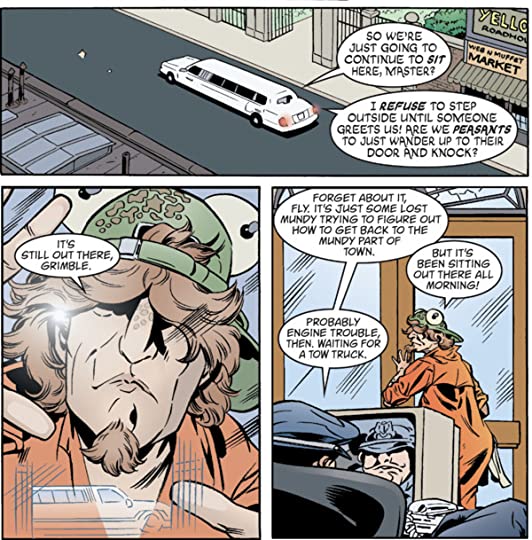 YELLO
ROADHO
WEB N MUFFET
MARKET
SO WE'RE
JUST GOING TO
CONTINUE TO SIT
HERE, MASTER?
I REFUSE TO STEP
OUTSIDE UNTIL SOMEONE
GREETS US! ARE WE PEASANTS
TO JUST WANDER UP TO THEIR
DOOR AND KNOCK?
IT'S
STILL OUT THERE,
GRIMBLE.
FORGET ABOUT IT,
FLY. IT'S JUST SOME LOST
MUNDY TRYING TO FIGURE OUT
HOW TO GET BACK TO THE
MUNDY PART OF
TOWN.
BUT IT'S
BEEN SITTING
OUT THERE ALL
MORNING!
PROBABLY
ENGINE TROUBLE,
THEN. WAITING FOR
A TOW TRUCK.